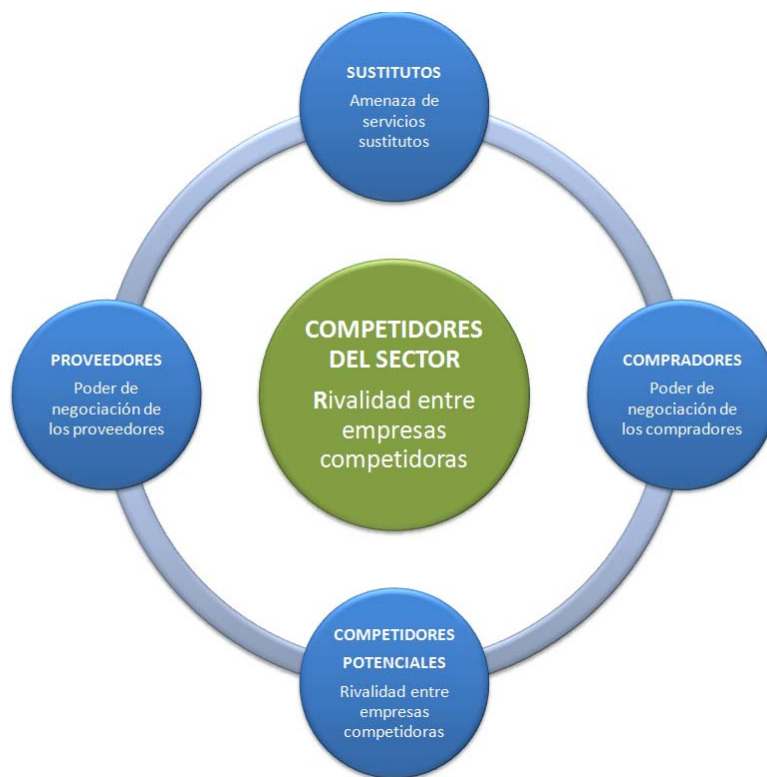 SUSTITUTOS
Amenaza de
servicios
sustitutos
PROVEEDORES
Poder de
negociación de
los proveedores
COMPETIDORES
DEL SECTOR
Rivalidad entre
empresas
competidoras
COMPRADORES
Poder de
negociación de
los compradores
COMPETIDORES
POTENCIALES
Rivalidad entre
empresas
competidoras